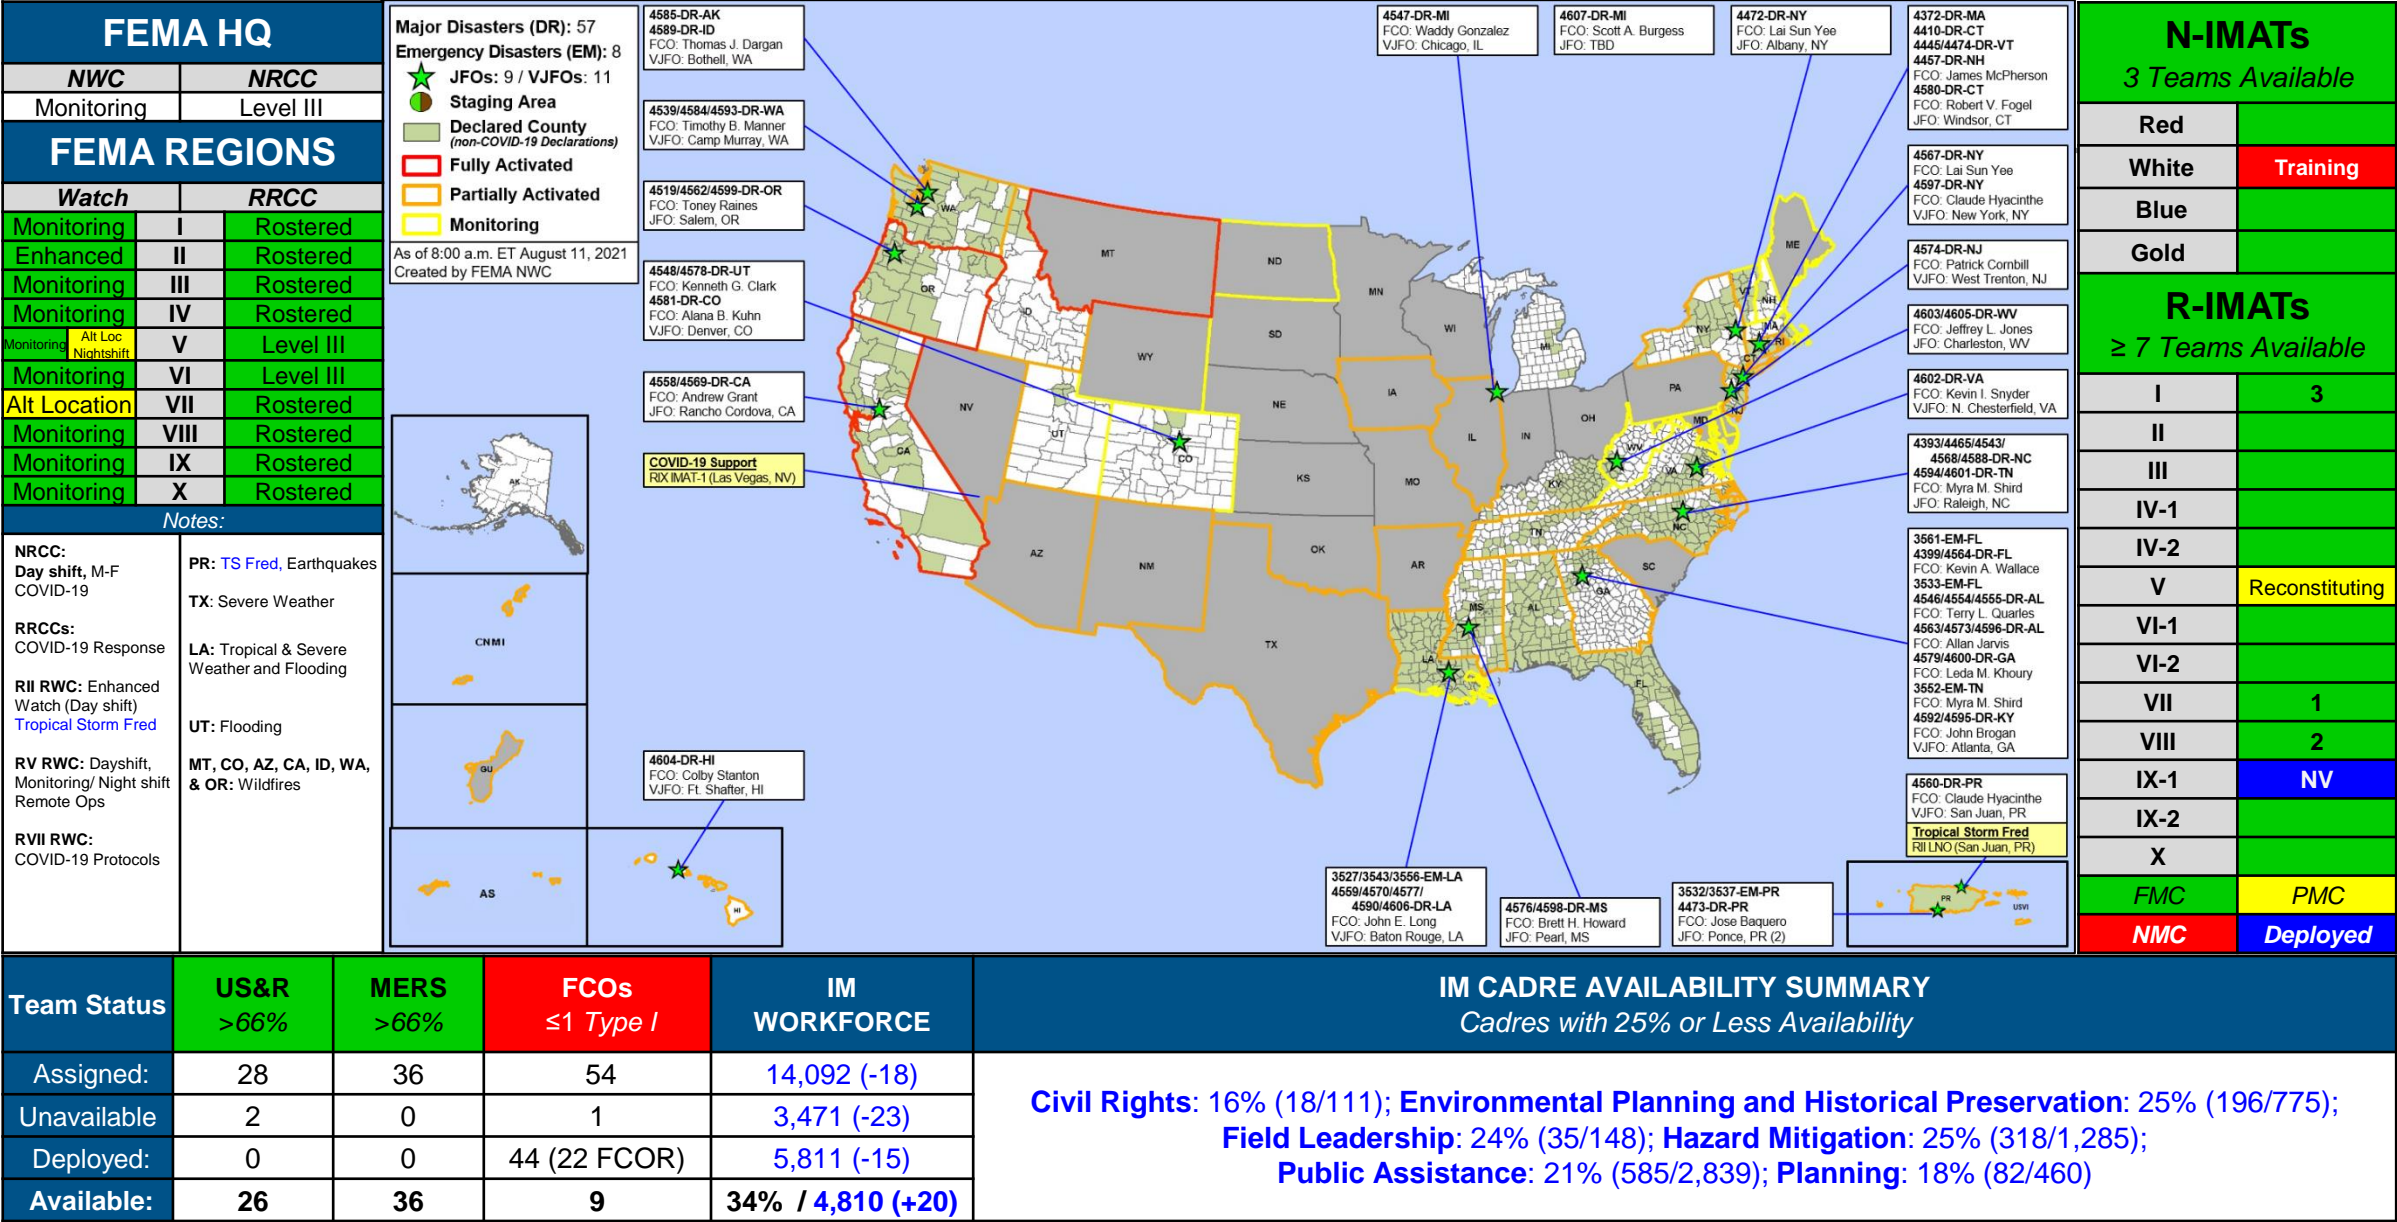 FEMA HQ
NWC NRCC
Monitoring Level III
FEMA REGIONS
Watch RRCC
Monitoring I Rostered
Enhanced II Rostered
Monitoring III Rostered
Monitoring IV Rostered
Monitoring Alt Loc Nightshift V Level III
Monitoring VI Level III
Alt Location VII Rostered
Monitoring VIII Rostered
Monitoring IX Rostered
Monitoring X Rostered
Notes:
NRCC:
Day shift, M-F
COVID-19
RRCCs:
COVID-19 Response
RII RWC: Enhanced
Watch (Day shift)
Tropical Storm Fred
RV RWC: Dayshift,
Monitoring/ Night shift
Remote Ops
RVII RWC:
COVID-19 Protocols
PR: TS Fred, Earthquakes
TX: Severe Weather
LA: Tropical & Severe
Weather and Flooding
UT: Flooding
MT, CO, AZ, CA, ID, WA,
& OR: Wildfires
Major Disasters (DR): 57
Emergency Disasters (EM): 8
JFOs: 9 / VJFOs: 11
Staging Area
Declared County
(non-COVID-19 Declarations)
Fully Activated
Partially Activated
Monitoring
As of 8:00 a.m. ET August 11, 2021
Created by FEMA NWC
4585-DR-AK
4589-DR-ID
FCO: Thomas J. Dargan
VJFO: Bothell, WA
4539/4584/4593-DR-WA
FCO: Timothy B. Manner
VJFO: Camp Murray, WA
4519/4562/4599-DR-OR
FCO: Toney Raines
JFO: Salem, OR
4548/4578-DR-UT
FCO: Kenneth G. Clark
4581-DR-CO
FCO: Alana B. Kuhn
VJFO: Denver, CO
4558/4569-DR-CA
FCO: Andrew Grant
JFO: Rancho Cordova, CA
COVID-19 Support
RIX IMAT-1 (Las Vegas, NV)
4604-DR-HI
FCO: Colby Stanton
VJFO: Ft. Shafter, HI
4547-DR-MI
FCO: Waddy Gonzalez
VJFO: Chicago, IL
4607-DR-MI
FCO: Scott A. Burgess
JFO: TBD
4472-DR-NY
FCO: Lai Sun Yee
JFO: Albany, NY
4372-DR-MA
4410-DR-CT
4445/4474-DR-VT
4457-DR-NH
FCO: James McPherson
4580-DR-CT
FCO: Robert V. Fogel
JFO: Windsor, CT
4567-DR-NY
FCO: Lai Sun Yee
4597-DR-NY
FCO: Claude Hyacinthe
VJFO: New York, NY
4574-DR-NJ
FCO: Patrick Cornbill
VJFO: West Trenton, NJ
4603/4605-DR-WV
FCO: Jeffrey L. Jones
JFO: Charleston, WV
4602-DR-VA
FCO: Kevin I. Snyder
VJFO: N. Chesterfield, VA
4393/4465/4543/
4568/4588-DR-NC
4594/4601-DR-TN
FCO: Myra M. Shird
JFO: Raleigh, NC
3561-EM-FL
4399/4564-DR-FL
FCO: Kevin A. Wallace
3533-EM-FL
4546/4554/4555-DR-AL
FCO: Terry L. Quarles
4563/4573/4596-DR-AL
FCO: Allan Jarvis
4579/4600-DR-GA
FCO: Leda M. Khoury
3552-EM-TN
FCO: Myra M. Shird
4592/4595-DR-KY
FCO: John Brogan
VJFO: Atlanta, GA
4560-DR-PR
FCO: Claude Hyacinthe
VJFO: San Juan, PR
Tropical Storm Fred
RII LNO (San Juan, PR)
3527/3543/3556-EM-LA
4559/4570/4577/
4590/4606-DR-LA
FCO: John E. Long
VJFO: Baton Rouge, LA
4576/4598-DR-MS
FCO: Brett H. Howard
JFO: Pearl, MS
3532/3537-EM-PR
4473-DR-PR
FCO: Jose Baquero
JFO: Ponce, PR (2)
WA
MT
ND
MN
ME
OR
ID
SD
WI
MI
NY
VT
NH
MA
RI
CT
WY
IA
PA
NJ
NV
NE
IL
IN
OH
MD
UT
CO
KS
MO
KY
WV
VA
CA
AZ
NM
OK
AR
TN
NC
SC
MS
AL
GA
TX
LA
FL
AK
CNMI
GU
AS
HI
PR
USVI
N-IMATs
3 Teams Available
Red
White Training
Blue
Gold
R-IMATs
≥ 7 Teams Available
I 3
II
III
IV-1
IV-2
V Reconstituting
VI-1
VI-2
VII 1
VIII 2
IX-1 NV
IX-2
X
FMC PMC
NMC Deployed
Team Status US&R >66% MERS >66% FCOs ≤1 Type I IM WORKFORCE
Assigned: 28 36 54 14,092 (-18)
Unavailable 2 0 1 3,471 (-23)
Deployed: 0 0 44 (22 FCOR) 5,811 (-15)
Available: 26 36 9 34% / 4,810 (+20)
IM CADRE AVAILABILITY SUMMARY
Cadres with 25% or Less Availability
Civil Rights: 16% (18/111); Environmental Planning and Historical Preservation: 25% (196/775);
Field Leadership: 24% (35/148); Hazard Mitigation: 25% (318/1,285);
Public Assistance: 21% (585/2,839); Planning: 18% (82/460)